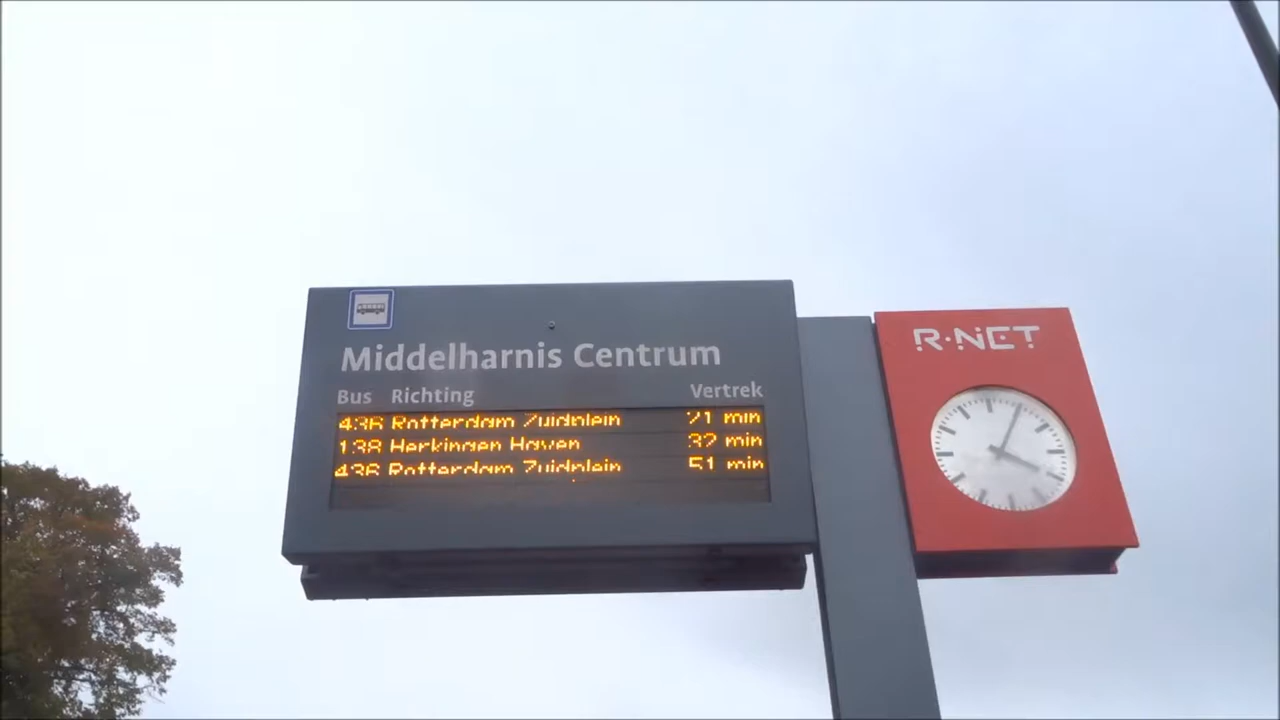 R·NET
Middelharnis Centrum
Bus Richting Vertrek
436 Rotterdam Zuidplein 21 min
138 Herkingen Haven 32 min
436 Rotterdam Zuidplein 51 min